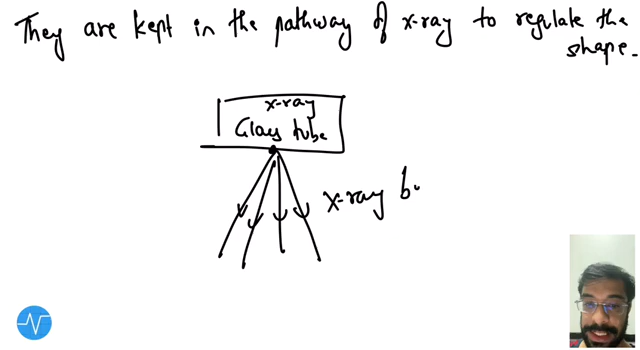 They are kept in the pathway of x-ray to regulate the
shape.
x-ray
Glass tube
X-ray b